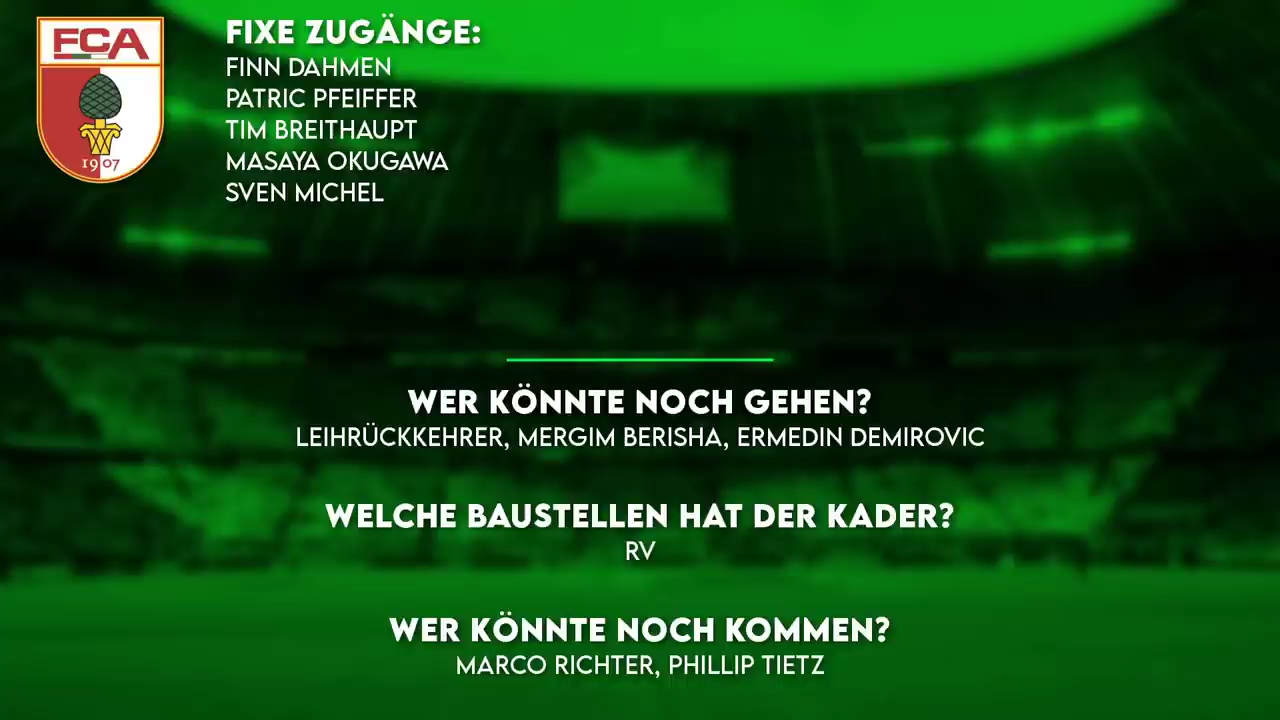 FCA
1907
FIXE ZUGÄNGE:
FINN DAHMEN
PATRIC PFEIFFER
TIM BREITHAUPT
MASAYA OKUGAWA
SVEN MICHEL
WER KÖNNTE NOCH GEHEN?
LEIHRÜCKKEHRER, MERGIM BERISHA, ERMEDIN DEMIROVIC
WELCHE BAUSTELLEN HAT DER KADER?
RV
WER KÖNNTE NOCH KOMMEN?
MARCO RICHTER, PHILLIP TIETZ